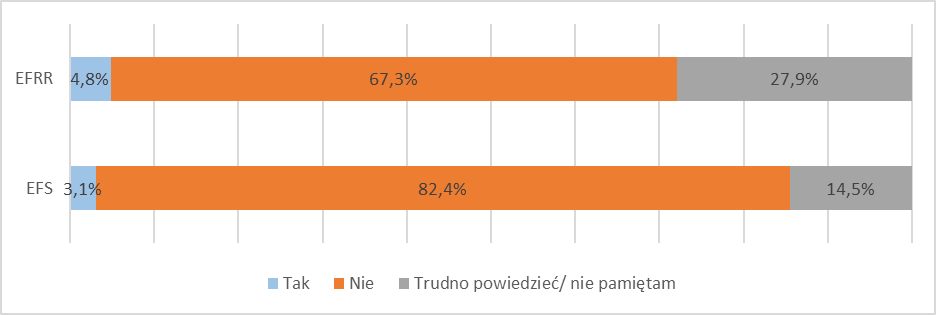 EFRR 4,8% 67,3% 27,9%
EFS 3,1% 82,4% 14,5%
Tak Nie Trudno powiedzieć/ nie pamiętam